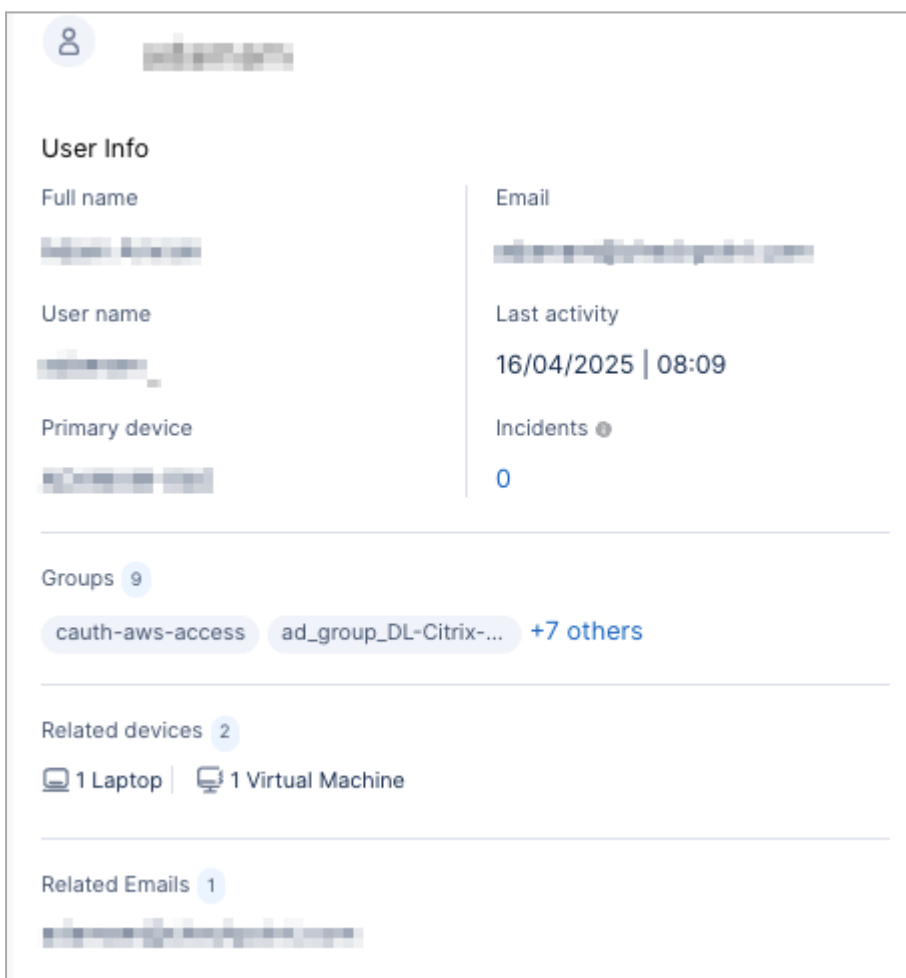 User Info
Full name
Email
User name
Last activity
16/04/2025 | 08:09
Primary device
Incidents
0
Groups 9
cauth-aws-access ad_group_DL-Citrix-... +7 others
Related devices 2
1 Laptop 1 Virtual Machine
Related Emails 1